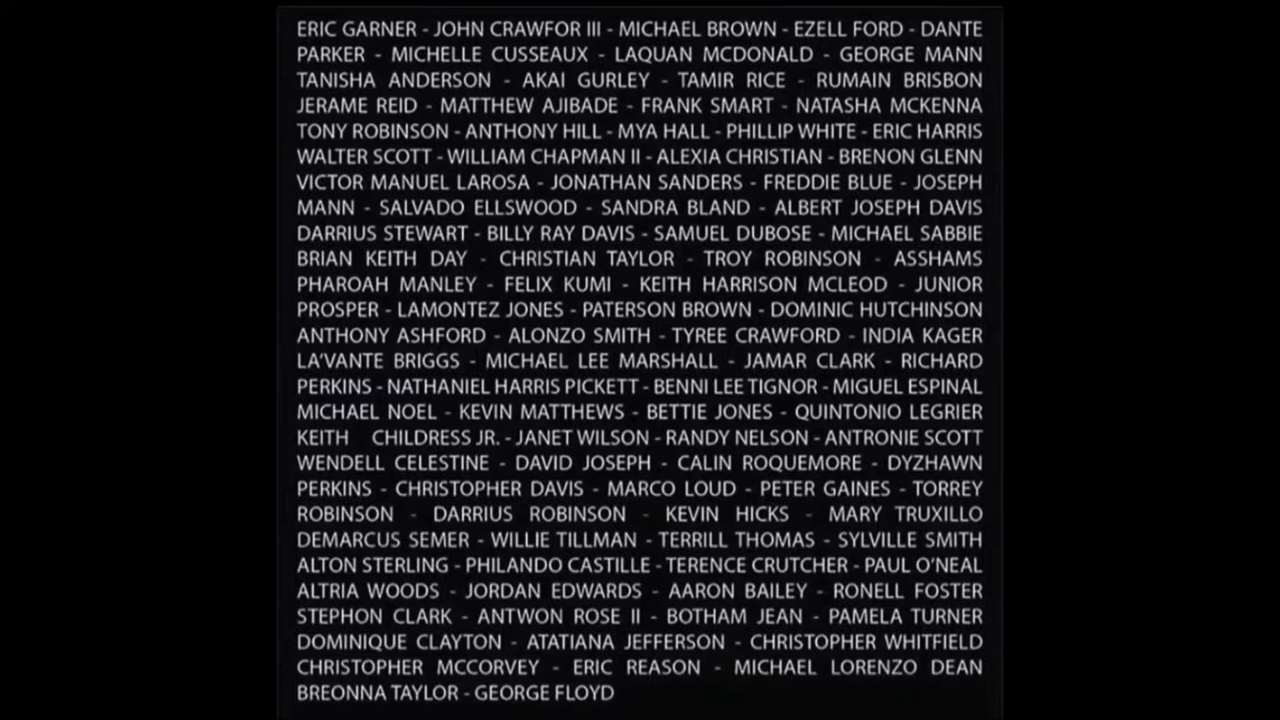 ERIC GARNER - JOHN CRAWFOR III - MICHAEL BROWN - EZELL FORD - DANTE
PARKER - MICHELLE CUSSEAUX - LAQUAN MCDONALD - GEORGE MANN
TANISHA ANDERSON - AKAI GURLEY - TAMIR RICE - RUMAIN BRISBON
JERAME REID - MATTHEW AJIBADE - FRANK SMART - NATASHA MCKENNA
TONY ROBINSON - ANTHONY HILL - MYA HALL - PHILLIP WHITE - ERIC HARRIS
WALTER SCOTT - WILLIAM CHAPMAN II - ALEXIA CHRISTIAN - BRENON GLENN
VICTOR MANUEL LAROSA - JONATHAN SANDERS - FREDDIE BLUE - JOSEPH
MANN - SALVADO ELLSWOOD - SANDRA BLAND - ALBERT JOSEPH DAVIS
DARRIUS STEWART - BILLY RAY DAVIS - SAMUEL DUBOSE - MICHAEL SABBIE
BRIAN KEITH DAY - CHRISTIAN TAYLOR - TROY ROBINSON - ASSHAMS
PHAROAH MANLEY - FELIX KUMI - KEITH HARRISON MCLEOD - JUNIOR
PROSPER - LAMONTEZ JONES - PATERSON BROWN - DOMINIC HUTCHINSON
ANTHONY ASHFORD - ALONZO SMITH - TYREE CRAWFORD - INDIA KAGER
LA'VANTE BRIGGS - MICHAEL LEE MARSHALL - JAMAR CLARK - RICHARD
PERKINS - NATHANIEL HARRIS PICKETT - BENNI LEE TIGNOR - MIGUEL ESPINAL
MICHAEL NOEL - KEVIN MATTHEWS - BETTIE JONES - QUINTONIO LEGRIER
KEITH CHILDRESS JR. - JANET WILSON - RANDY NELSON - ANTRONIE SCOTT
WENDELL CELESTINE - DAVID JOSEPH - CALIN ROQUEMORE - DYZHAWN
PERKINS - CHRISTOPHER DAVIS - MARCO LOUD - PETER GAINES - TORREY
ROBINSON - DARRIUS ROBINSON - KEVIN HICKS - MARY TRUXILLO
DEMARCUS SEMER - WILLIE TILLMAN - TERRILL THOMAS - SYLVILLE SMITH
ALTON STERLING - PHILANDO CASTILLE - TERENCE CRUTCHER - PAUL O'NEAL
ALTRIA WOODS - JORDAN EDWARDS - AARON BAILEY - RONELL FOSTER
STEPHON CLARK - ANTWON ROSE II - BOTHAM JEAN - PAMELA TURNER
DOMINIQUE CLAYTON - ATATIANA JEFFERSON - CHRISTOPHER WHITFIELD
CHRISTOPHER MCCORVEY - ERIC REASON - MICHAEL LORENZO DEAN
BREONNA TAYLOR - GEORGE FLOYD